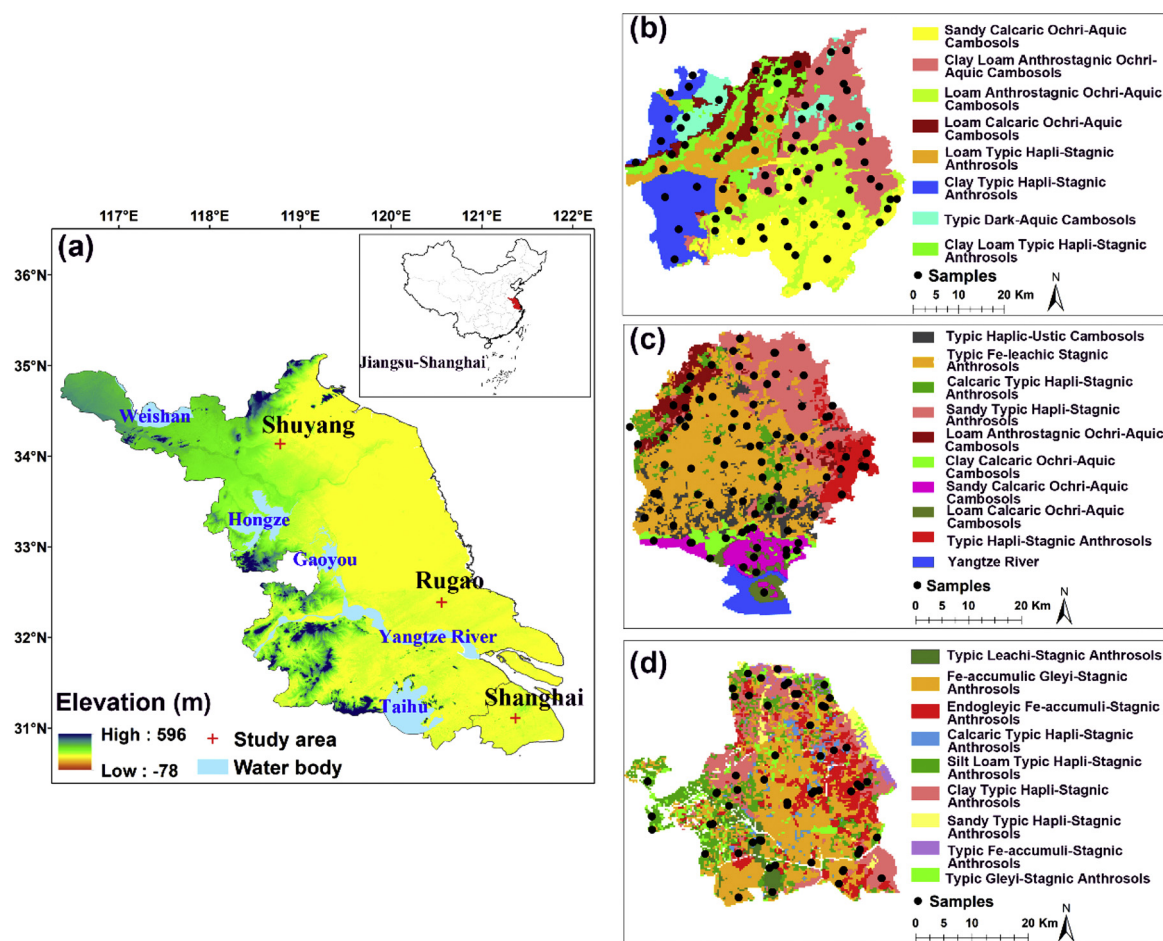 (a)
117°E 118°E 119°E 120°E 121°E 122°E
36°N
35°N
34°N
33°N
32°N
31°N
Jiangsu-Shanghai
Weishan
Shuyang
Hongze
Gaoyou
Rugao
Yangtze River
Shanghai
Taihu
Elevation (m)
High : 596
Low : -78
+ Study area
Water body
(b)
Sandy Calcaric Ochri-Aquic
Cambosols
Clay Loam Anthrostagnic Ochri-
Aquic Cambosols
Loam Anthrostagnic Ochri-Aquic
Cambosols
Loam Calcaric Ochri-Aquic
Cambosols
Loam Typic Hapli-Stagnic
Anthrosols
Clay Typic Hapli-Stagnic
Anthrosols
Typic Dark-Aquic Cambosols
Clay Loam Typic Hapli-Stagnic
Anthrosols
Samples
0 5 10 20 Km
N
(c)
Typic Haplic-Ustic Cambosols
Typic Fe-leachic Stagnic
Anthrosols
Calcaric Typic Hapli-Stagnic
Anthrosols
Sandy Typic Hapli-Stagnic
Anthrosols
Loam Anthrostagnic Ochri-Aquic
Cambosols
Clay Calcaric Ochri-Aquic
Cambosols
Sandy Calcaric Ochri-Aquic
Cambosols
Loam Calcaric Ochri-Aquic
Cambosols
Typic Hapli-Stagnic Anthrosols
Yangtze River
Samples
0 5 10 20 Km
N
(d)
Typic Leachi-Stagnic Anthrosols
Fe-accumulic Gleyi-Stagnic
Anthrosols
Endogleyic Fe-accumuli-Stagnic
Anthrosols
Calcaric Typic Hapli-Stagnic
Anthrosols
Silt Loam Typic Hapli-Stagnic
Anthrosols
Clay Typic Hapli-Stagnic
Anthrosols
Sandy Typic Hapli-Stagnic
Anthrosols
Typic Fe-accumuli-Stagnic
Anthrosols
Typic Gleyi-Stagnic Anthrosols
Samples
0 5 10 20 Km
N